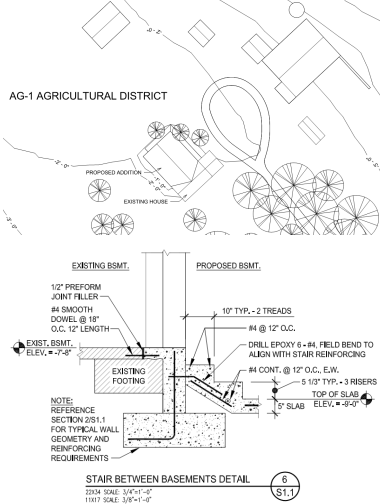 AG-1 AGRICULTURAL DISTRICT
PROPOSED ADDITION
EXISTING HOUSE
EXISTING BSMT.
PROPOSED BSMT.
1/2" PREFORM
JOINT FILLER
#4 SMOOTH
DOWEL @ 18"
O.C. 12" LENGTH
EXIST. BSMT.
ELEV. = -7'-8"
EXISTING
FOOTING
NOTE:
REFERENCE
SECTION 2/S1.1
FOR TYPICAL WALL
GEOMETRY AND
REINFORCING
REQUIREMENTS
10" TYP. - 2 TREADS
#4 @ 12" O.C.
DRILL EPOXY 6 - #4, FIELD BEND TO
ALIGN WITH STAIR REINFORCING
#4 CONT. @ 12" O.C., E.W.
5 1/3" TYP. - 3 RISERS
TOP OF SLAB
ELEV. = -9'-0"
5" SLAB
STAIR BETWEEN BASEMENTS DETAIL
6
S1.1
22X34 SCALE: 3/4"=1'-0"
11X17 SCALE: 3/8"=1'-0"